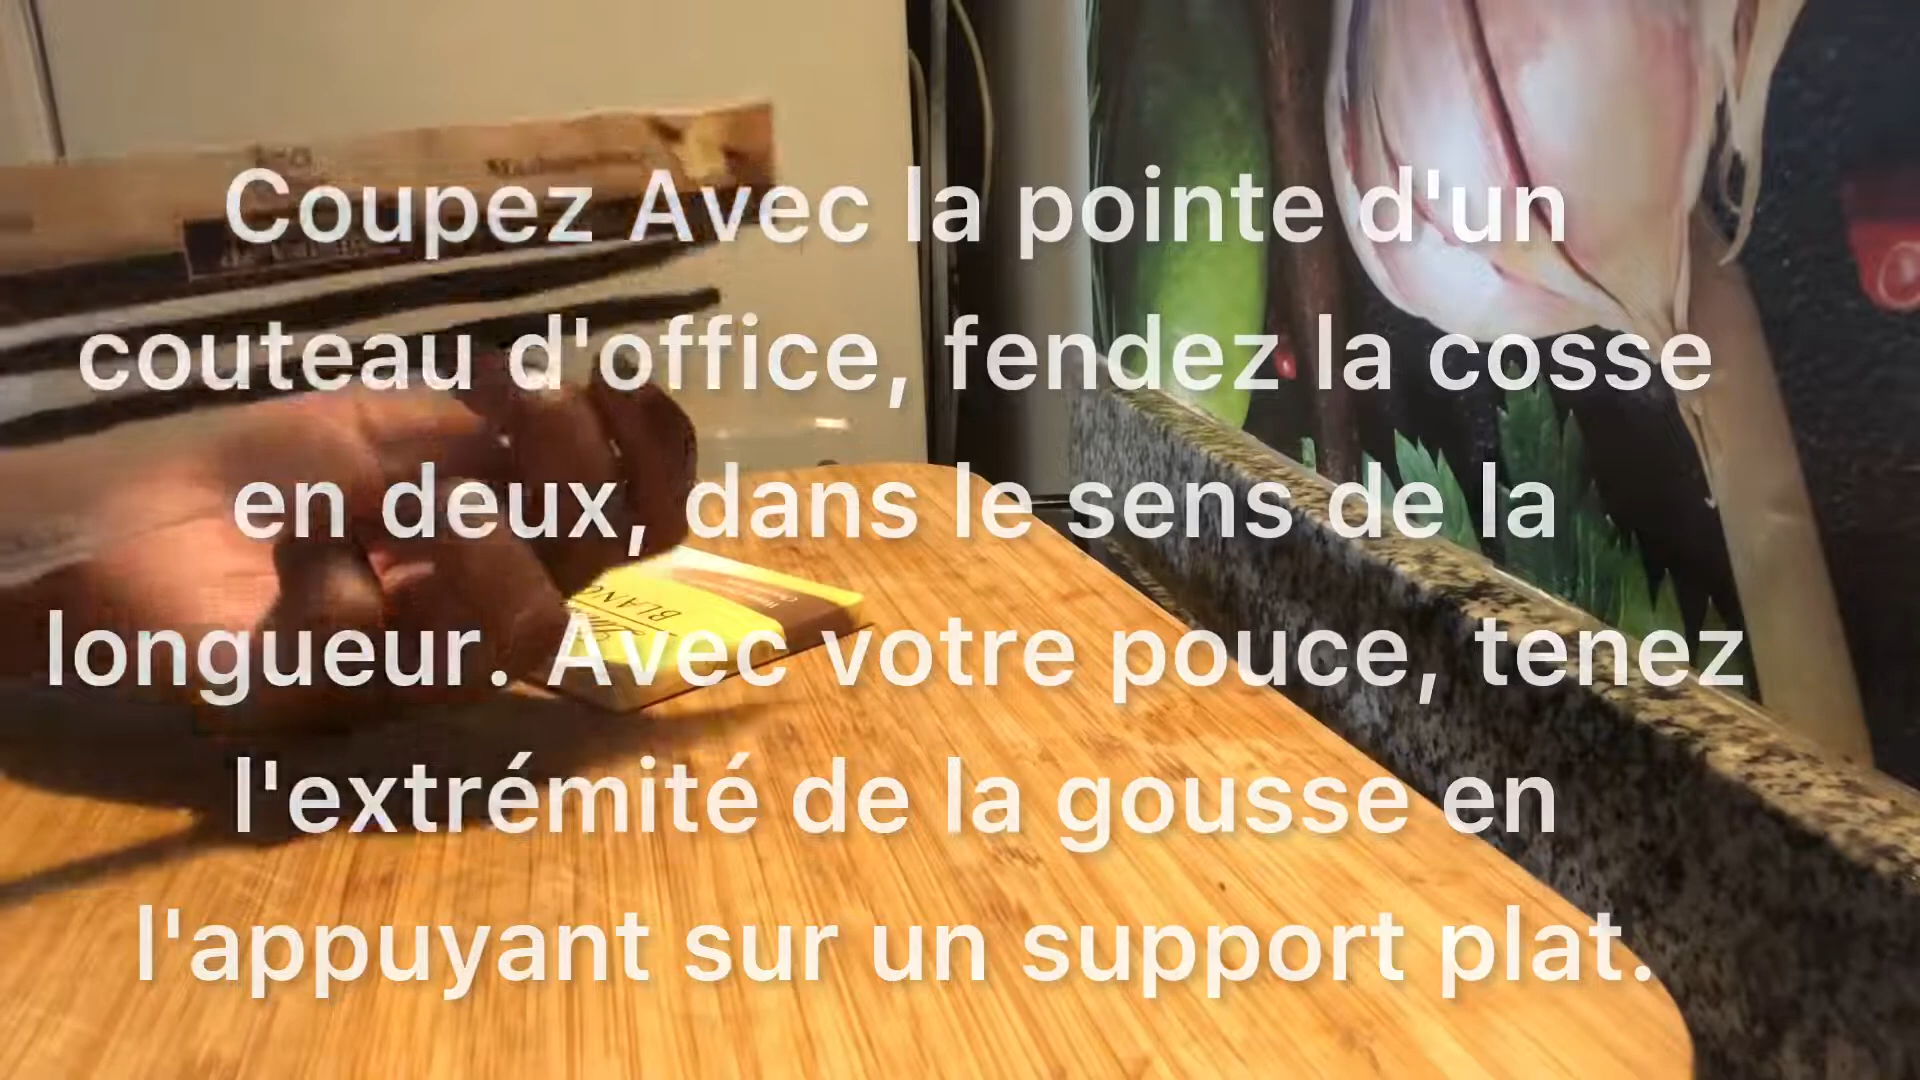 Coupez Avec la pointe d'un
couteau d'office, fendez la cosse
en deux, dans le sens de la
longueur. Avec votre pouce, tenez
l'extrémité de la gousse en
l'appuyant sur un support plat.
BLANC